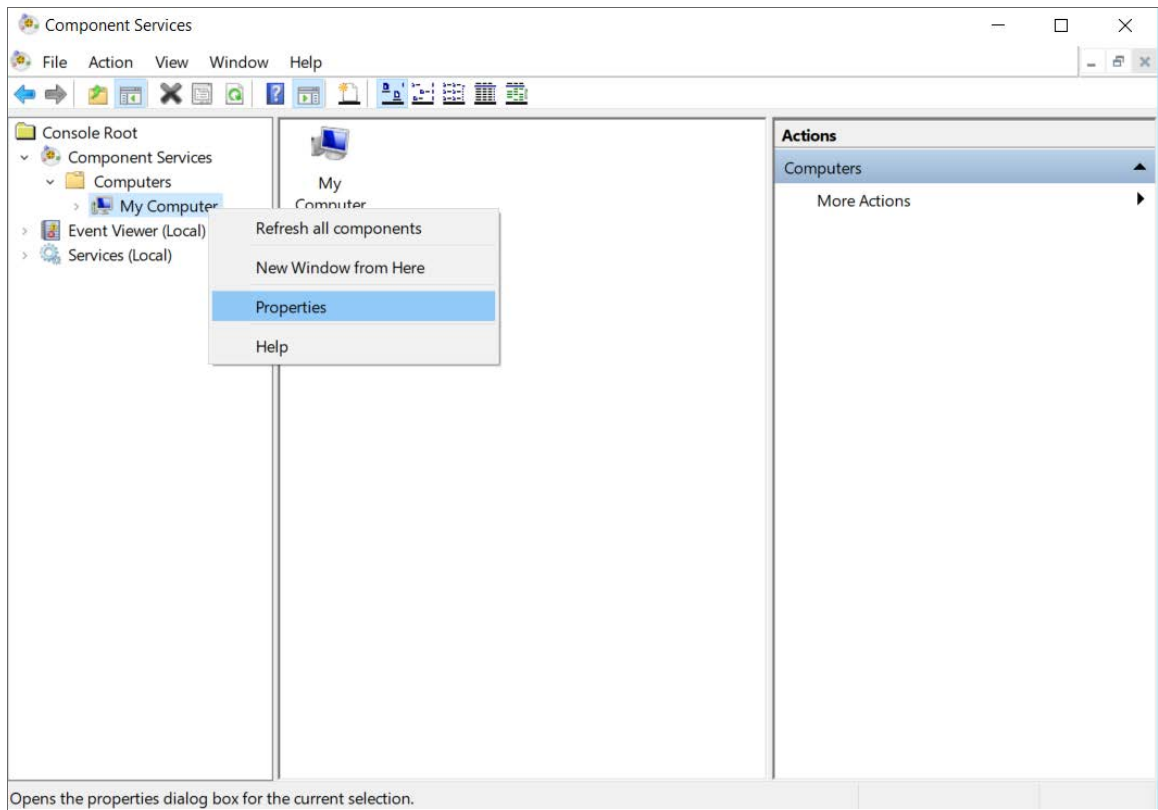 Component Services
File Action View Window Help
Console Root
Component Services
Computers
My Computer
Event Viewer (Local)
Services (Local)
My
Computer
Refresh all components
New Window from Here
Properties
Help
Actions
Computers
More Actions
Opens the properties dialog box for the current selection.